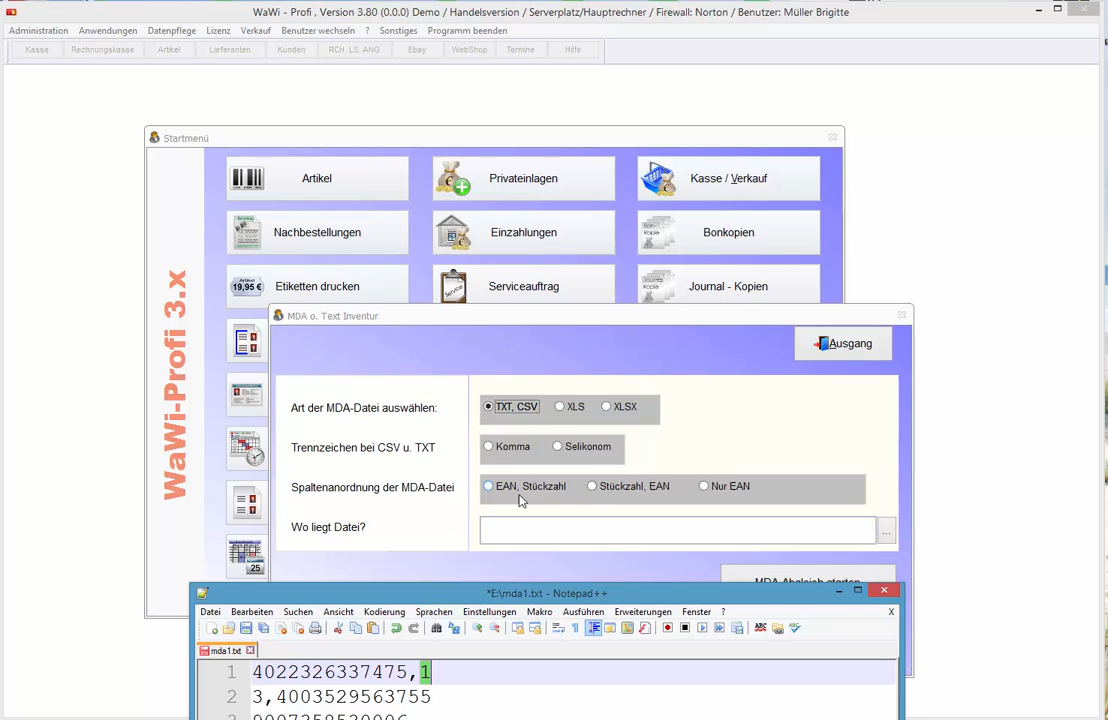 WaWi - Profi , Version 3.80 (0.0.0) Demo / Handelsversion / Serverplatz/Hauptrechner / Firewall: Norton / Benutzer: Müller Brigitte
Administration Anwendungen Datenpflege Lizenz Verkauf Benutzer wechseln ? Sonstiges Programm beenden
Kasse Rechnungskasse Artikel Lieferanten Kunden RCH, LS, ANG Ebay WebShop Termine Hilfe
Startmenü
Artikel Privateinlagen Kasse / Verkauf
Nachbestellungen Einzahlungen Bonkopien
Etiketten drucken Serviceauftrag Journal - Kopien
WaWi-Profi 3.x
MDA o. Text Inventur
Ausgang
Art der MDA-Datei auswählen: TXT, CSV XLS XLSX
Trennzeichen bei CSV u. TXT Komma Selikonom
Spaltenanordnung der MDA-Datei EAN, Stückzahl Stückzahl, EAN Nur EAN
Wo liegt Datei? ...
MDA Abgleich starten
*E:\mda1.txt - Notepad++
Datei Bearbeiten Suchen Ansicht Kodierung Sprachen Einstellungen Makro Ausführen Erweiterungen Fenster ? X
mda1.txt
1 4022326337475,1
2 3,4003529563755